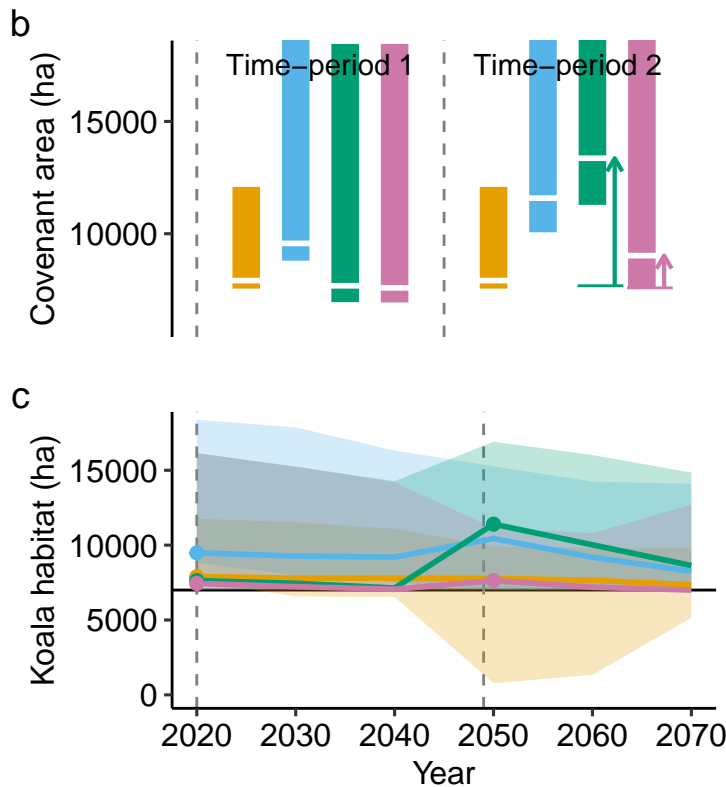 b
Covenant area (ha)
15000
10000
Time−period 1
Time−period 2
c
Koala habitat (ha)
15000
10000
5000
0
2020 2030 2040 2050 2060 2070
Year